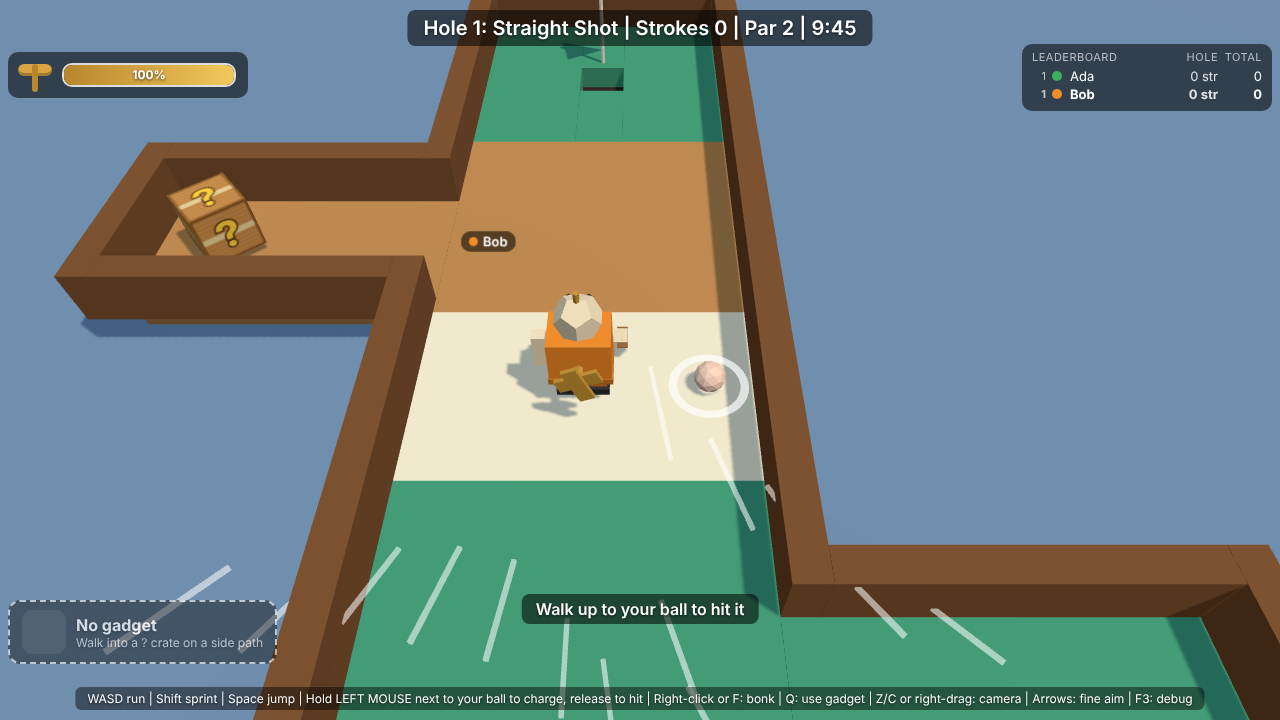 Hole 1: Straight Shot | Strokes 0 | Par 2 | 9:45
100%
LEADERBOARD HOLE TOTAL
1 Ada 0 str 0
1 Bob 0 str 0
?
?
Bob
Walk up to your ball to hit it
No gadget
Walk into a ? crate on a side path
WASD run | Shift sprint | Space jump | Hold LEFT MOUSE next to your ball to charge, release to hit | Right-click or F: bonk | Q: use gadget | Z/C or right-drag: camera | Arrows: fine aim | F3: debug